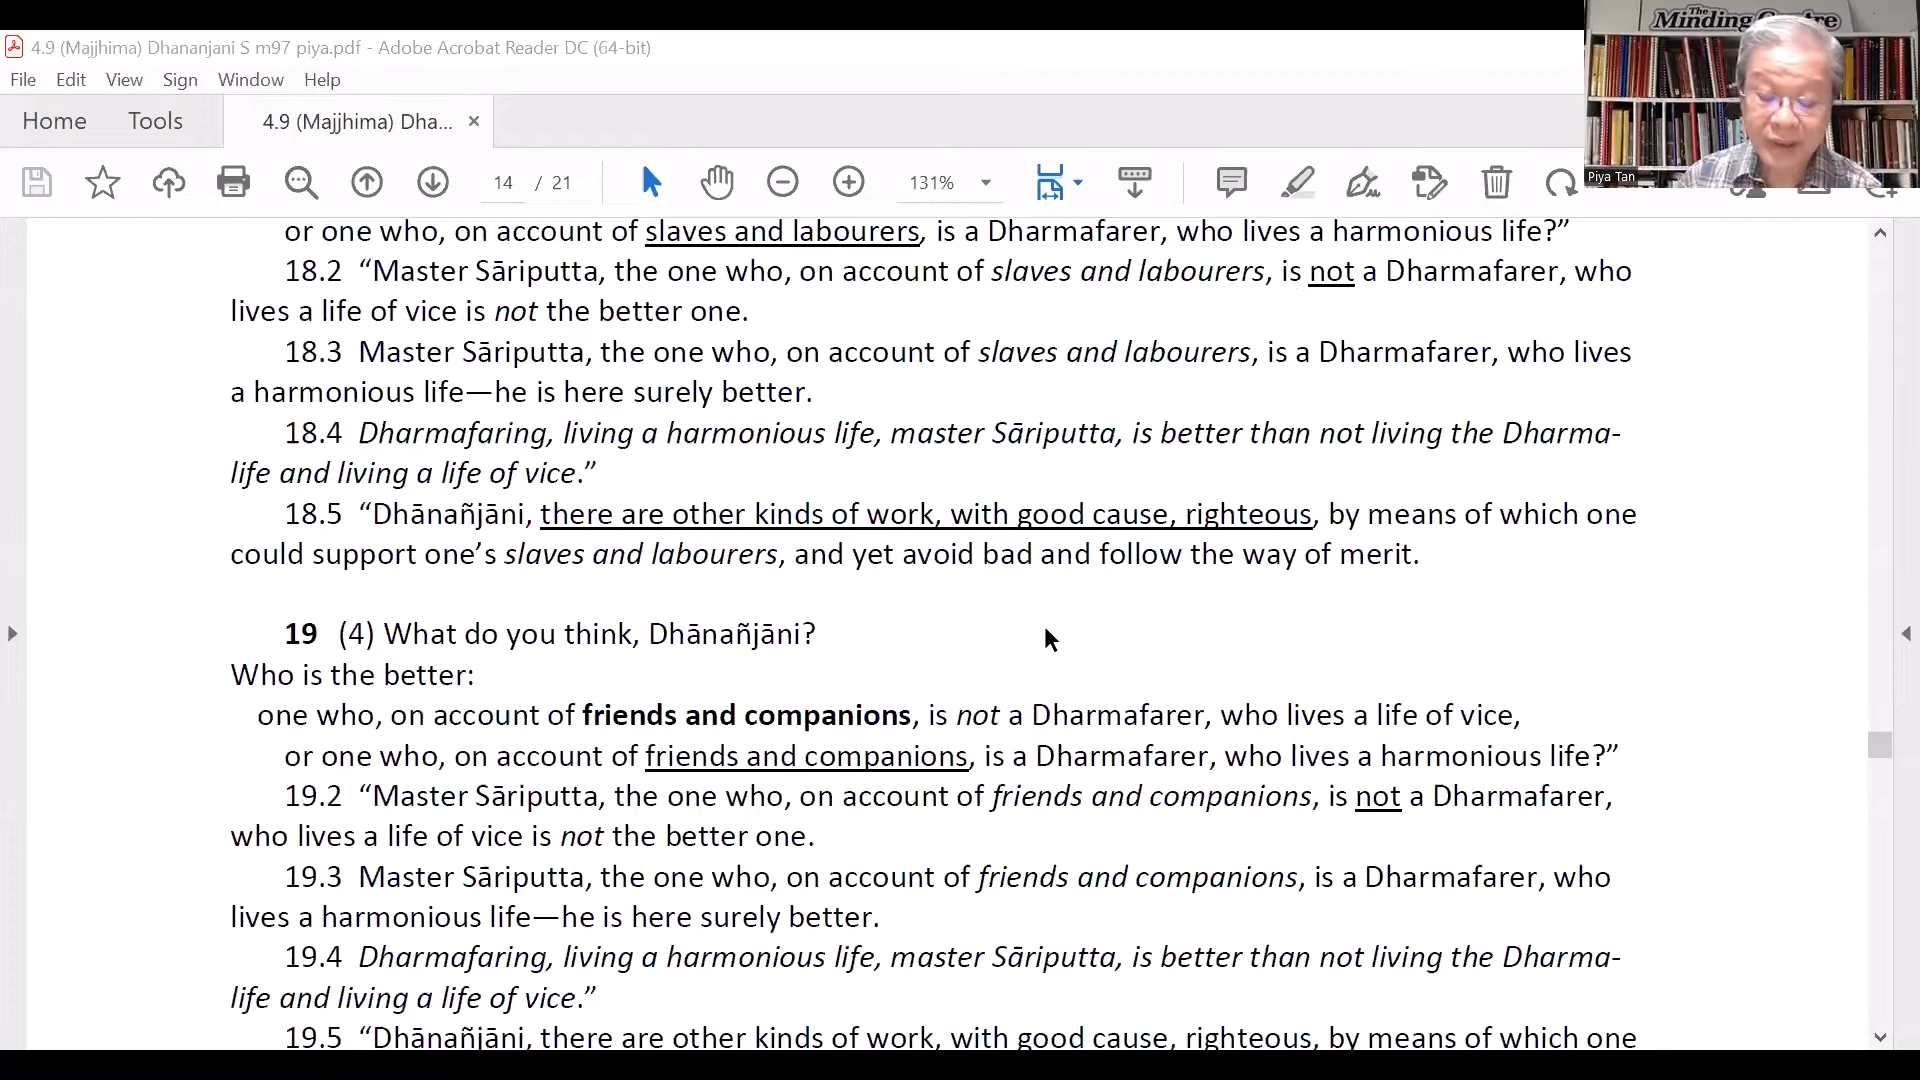 The
Minding Centre
4.9 (Majjhima) Dhananjani S m97 piya.pdf - Adobe Acrobat Reader DC (64-bit)
File Edit View Sign Window Help
Home Tools 4.9 (Majjhima) Dha... ×
14 / 21 131%
Piya Tan
or one who, on account of slaves and labourers, is a Dharmafarer, who lives a harmonious life?”
18.2 “Master Sāriputta, the one who, on account of slaves and labourers, is not a Dharmafarer, who
lives a life of vice is not the better one.
18.3 Master Sāriputta, the one who, on account of slaves and labourers, is a Dharmafarer, who lives
a harmonious life—he is here surely better.
18.4 Dharmafaring, living a harmonious life, master Sāriputta, is better than not living the Dharma-
life and living a life of vice.”
18.5 “Dhānañjāni, there are other kinds of work, with good cause, righteous, by means of which one
could support one’s slaves and labourers, and yet avoid bad and follow the way of merit.
19 (4) What do you think, Dhānañjāni?
Who is the better:
one who, on account of friends and companions, is not a Dharmafarer, who lives a life of vice,
or one who, on account of friends and companions, is a Dharmafarer, who lives a harmonious life?”
19.2 “Master Sāriputta, the one who, on account of friends and companions, is not a Dharmafarer,
who lives a life of vice is not the better one.
19.3 Master Sāriputta, the one who, on account of friends and companions, is a Dharmafarer, who
lives a harmonious life—he is here surely better.
19.4 Dharmafaring, living a harmonious life, master Sāriputta, is better than not living the Dharma-
life and living a life of vice.”
19.5 “Dhānañjāni, there are other kinds of work, with good cause, righteous, by means of which one